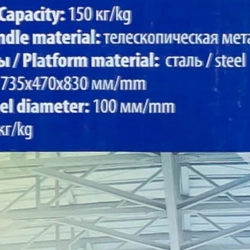 Capacity: 150 кг/kg
ndle material: телескопическая мета
ы / Platform material: сталь / steel
735x470x830 мм/mm
el diameter: 100 мм/mm
кг/kg